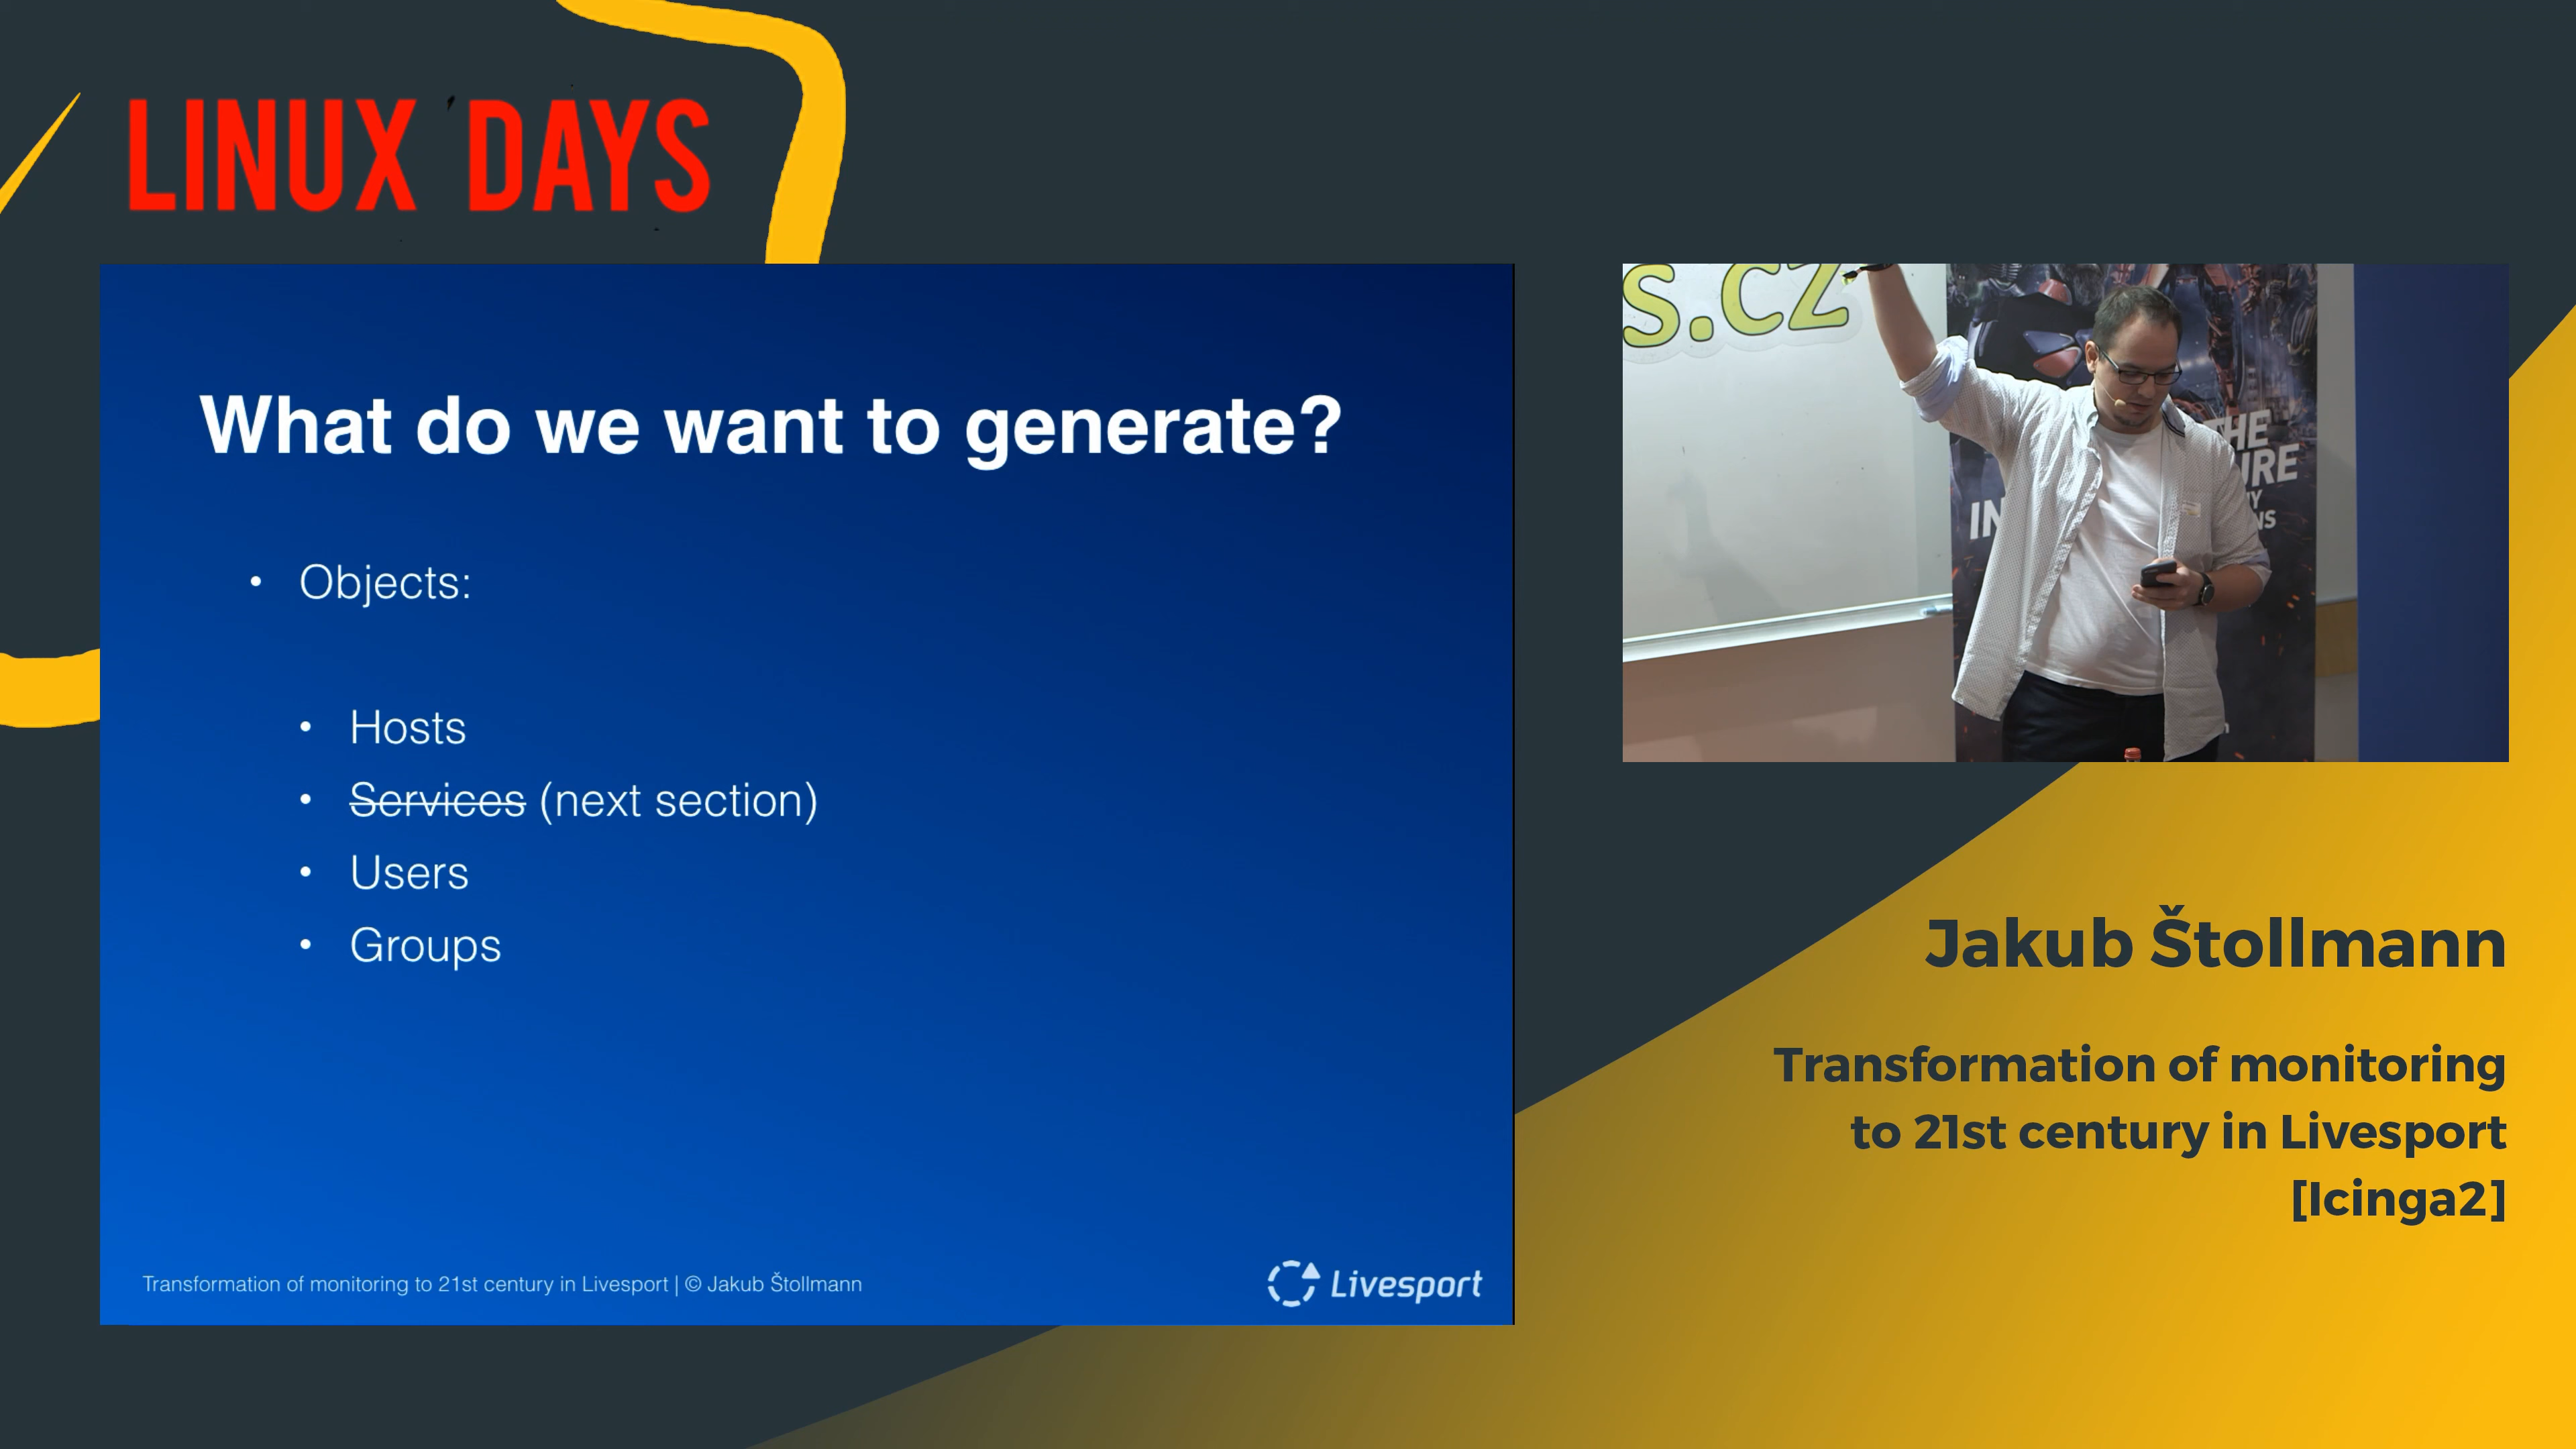 LINUX DAYS
What do we want to generate?
• Objects:
• Hosts
• Services (next section)
• Users
• Groups
Transformation of monitoring to 21st century in Livesport | © Jakub Štollmann
Livesport
s.cz
THE
IN
Jakub Štollmann
Transformation of monitoring
to 21st century in Livesport
[Icinga2]